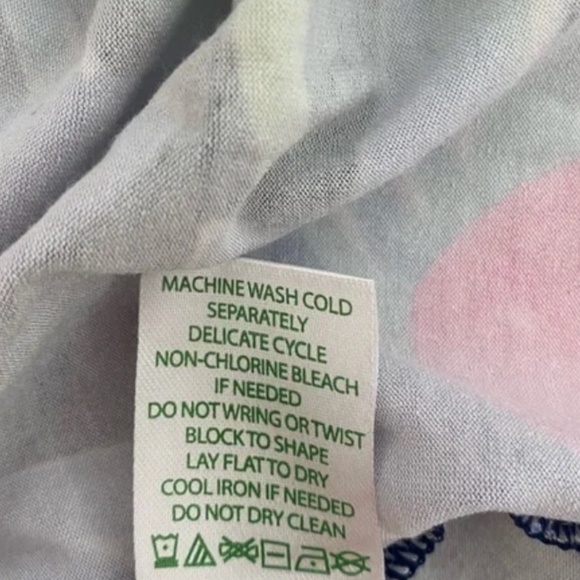 MACHINE WASH COLD
SEPARATELY
DELICATE CYCLE
NON-CHLORINE BLEACH
IF NEEDED
DO NOT WRING OR TWIST
BLOCK TO SHAPE
LAY FLAT TO DRY
COOL IRON IF NEEDED
DO NOT DRY CLEAN